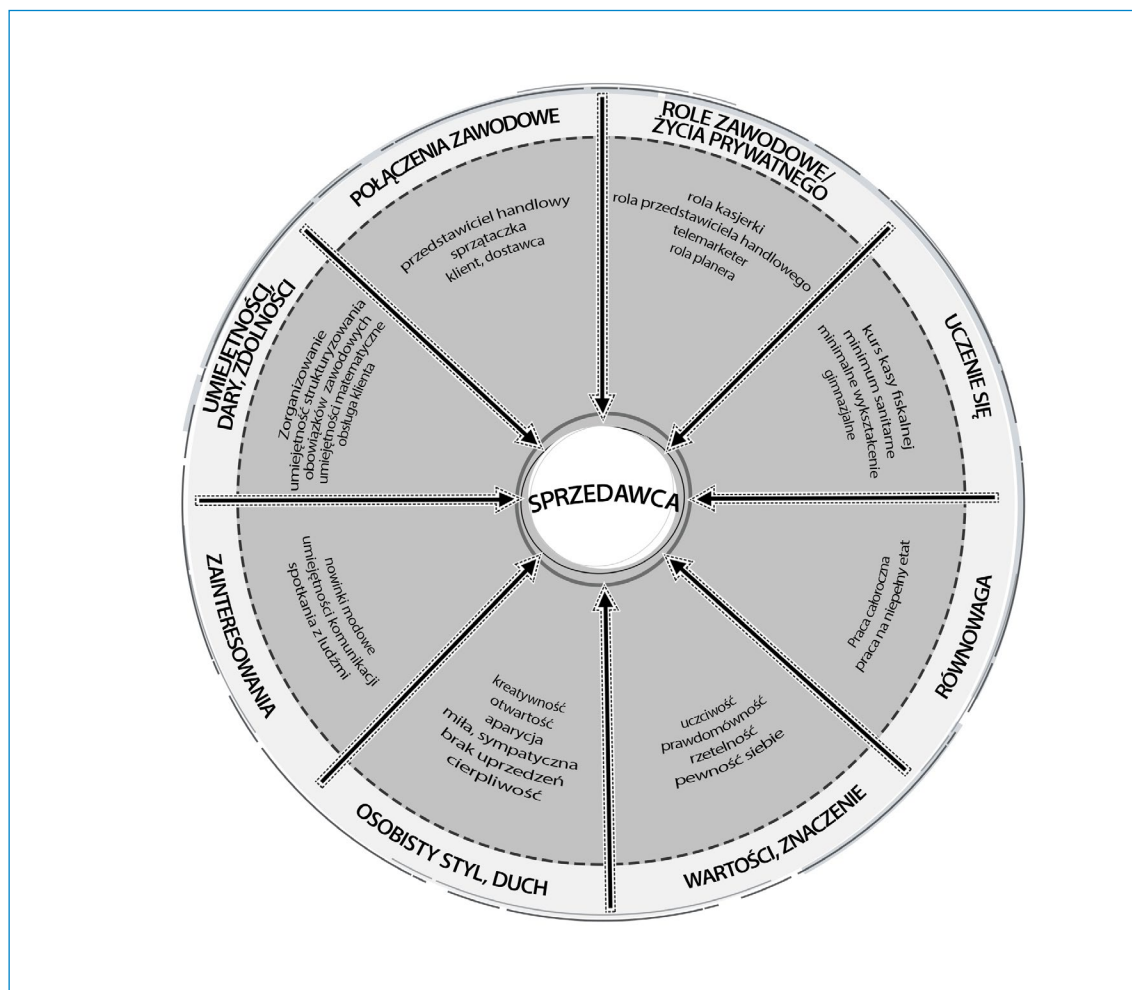 POŁĄCZENIA ZAWODOWE
przedstawiciel handlowy
sprzątaczka
klient, dostawca
ROLE ZAWODOWE/
ŻYCIA PRYWATNEGO
rola kasjerki
rola przedstawiciela handlowego
telemarketer
rola planera
UCZENIE SIĘ
kurs kasy fiskalnej
minimum sanitarne
minimalne wykształcenie
gimnazjalne
RÓWNOWAGA
Praca całoroczna
praca na niepełny etat
WARTOŚCI, ZNACZENIE
uczciwość
prawdomówność
rzetelność
pewność siebie
OSOBISTY STYL, DUCH
kreatywność
otwartość
aparycja
miła, sympatyczna
brak uprzedzeń
cierpliwość
ZAINTERESOWANIA
nowinki modowe
umiejętności komunikacji
spotkania z ludźmi
UMIEJĘTNOŚCI,
DARY, ZDOLNOŚCI
Zorganizowanie
umiejętność strukturyzowania
obowiązków zawodowych
umiejętności matematyczne
obsługa klienta
SPRZEDAWCA